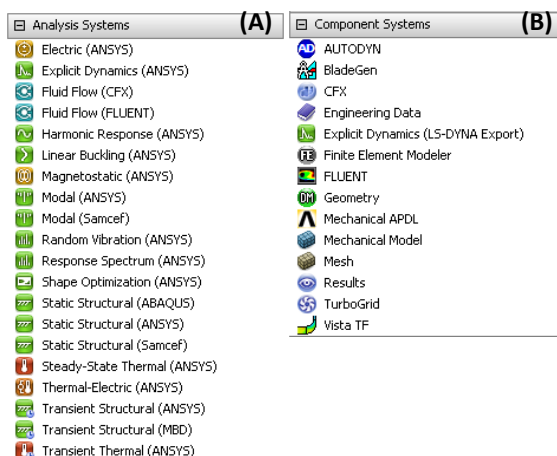 Analysis Systems (A)
Electric (ANSYS)
Explicit Dynamics (ANSYS)
Fluid Flow (CFX)
Fluid Flow (FLUENT)
Harmonic Response (ANSYS)
Linear Buckling (ANSYS)
Magnetostatic (ANSYS)
Modal (ANSYS)
Modal (Samcef)
Random Vibration (ANSYS)
Response Spectrum (ANSYS)
Shape Optimization (ANSYS)
Static Structural (ABAQUS)
Static Structural (ANSYS)
Static Structural (Samcef)
Steady-State Thermal (ANSYS)
Thermal-Electric (ANSYS)
Transient Structural (ANSYS)
Transient Structural (MBD)
Transient Thermal (ANSYS)
Component Systems (B)
AD AUTODYN
BladeGen
CFX
Engineering Data
Explicit Dynamics (LS-DYNA Export)
FE Finite Element Modeler
FLUENT
DM Geometry
Mechanical APDL
Mechanical Model
Mesh
Results
TurboGrid
Vista TF